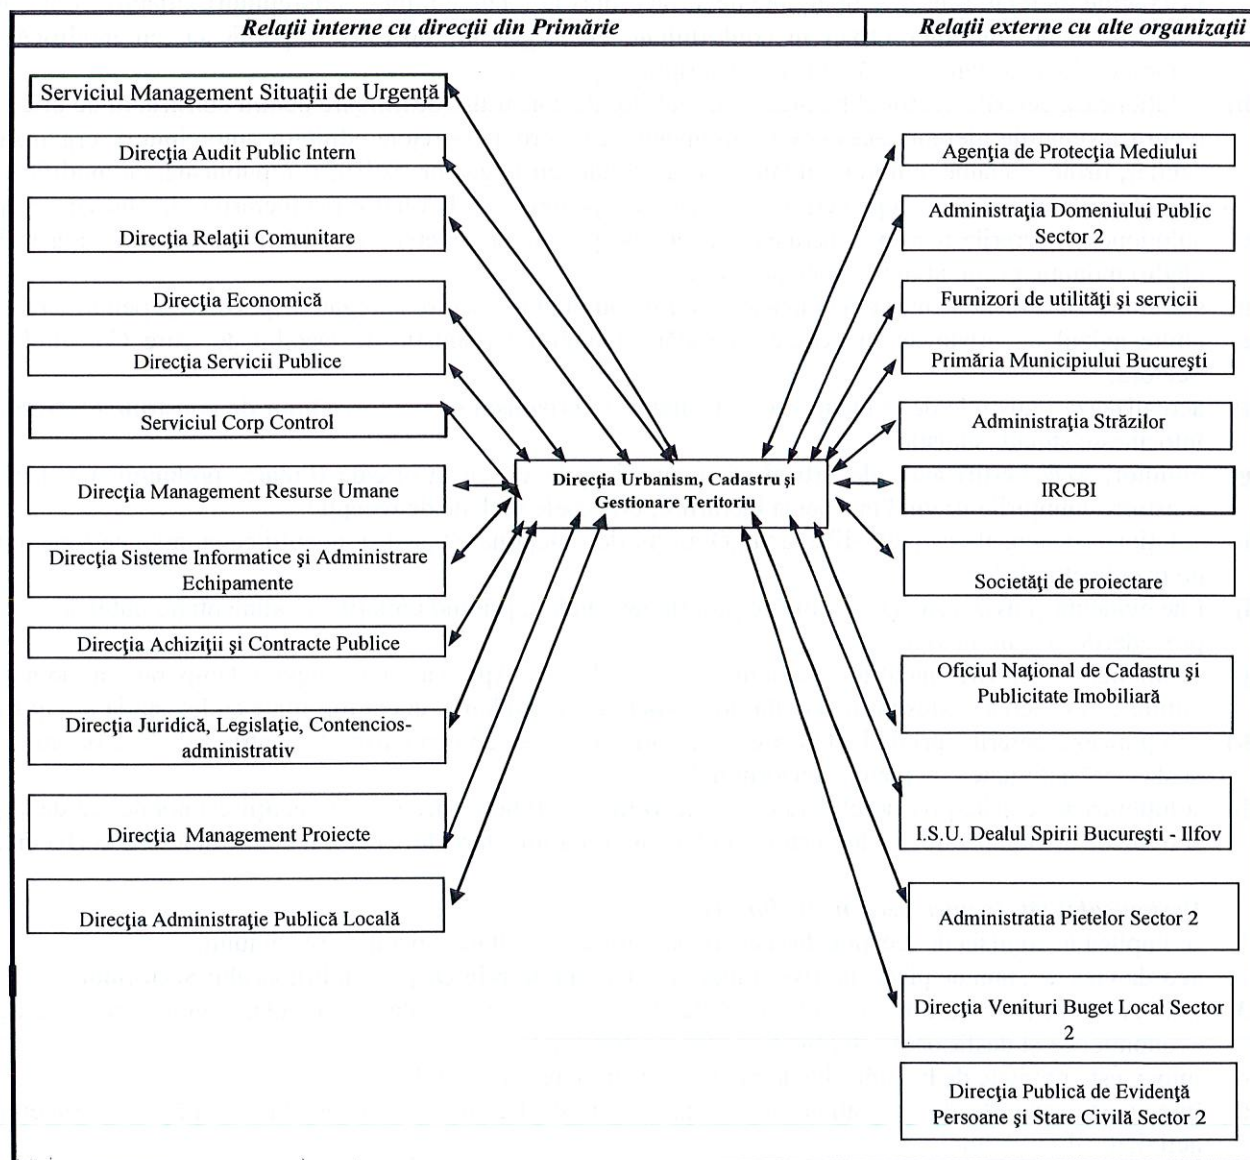 Relaţii interne cu direcţii din Primărie
Relaţii externe cu alte organizaţii
Serviciul Management Situaţii de Urgenţă
Direcţia Audit Public Intern
Direcţia Relaţii Comunitare
Direcţia Economică
Direcţia Servicii Publice
Serviciul Corp Control
Direcţia Management Resurse Umane
Direcţia Sisteme Informatice şi Administrare
Echipamente
Direcţia Achiziţii şi Contracte Publice
Direcţia Juridică, Legislaţie, Contencios-
administrativ
Direcţia Management Proiecte
Direcţia Administraţie Publică Locală
Direcţia Urbanism, Cadastru şi
Gestionare Teritoriu
Agenţia de Protecţia Mediului
Administraţia Domeniului Public
Sector 2
Furnizori de utilităţi şi servicii
Primăria Municipiului Bucureşti
Administraţia Străzilor
IRCBI
Societăţi de proiectare
Oficiul Naţional de Cadastru şi
Publicitate Imobiliară
I.S.U. Dealul Spirii Bucureşti - Ilfov
Administratia Pietelor Sector 2
Direcţia Venituri Buget Local Sector
2
Direcţia Publică de Evidenţă
Persoane şi Stare Civilă Sector 2